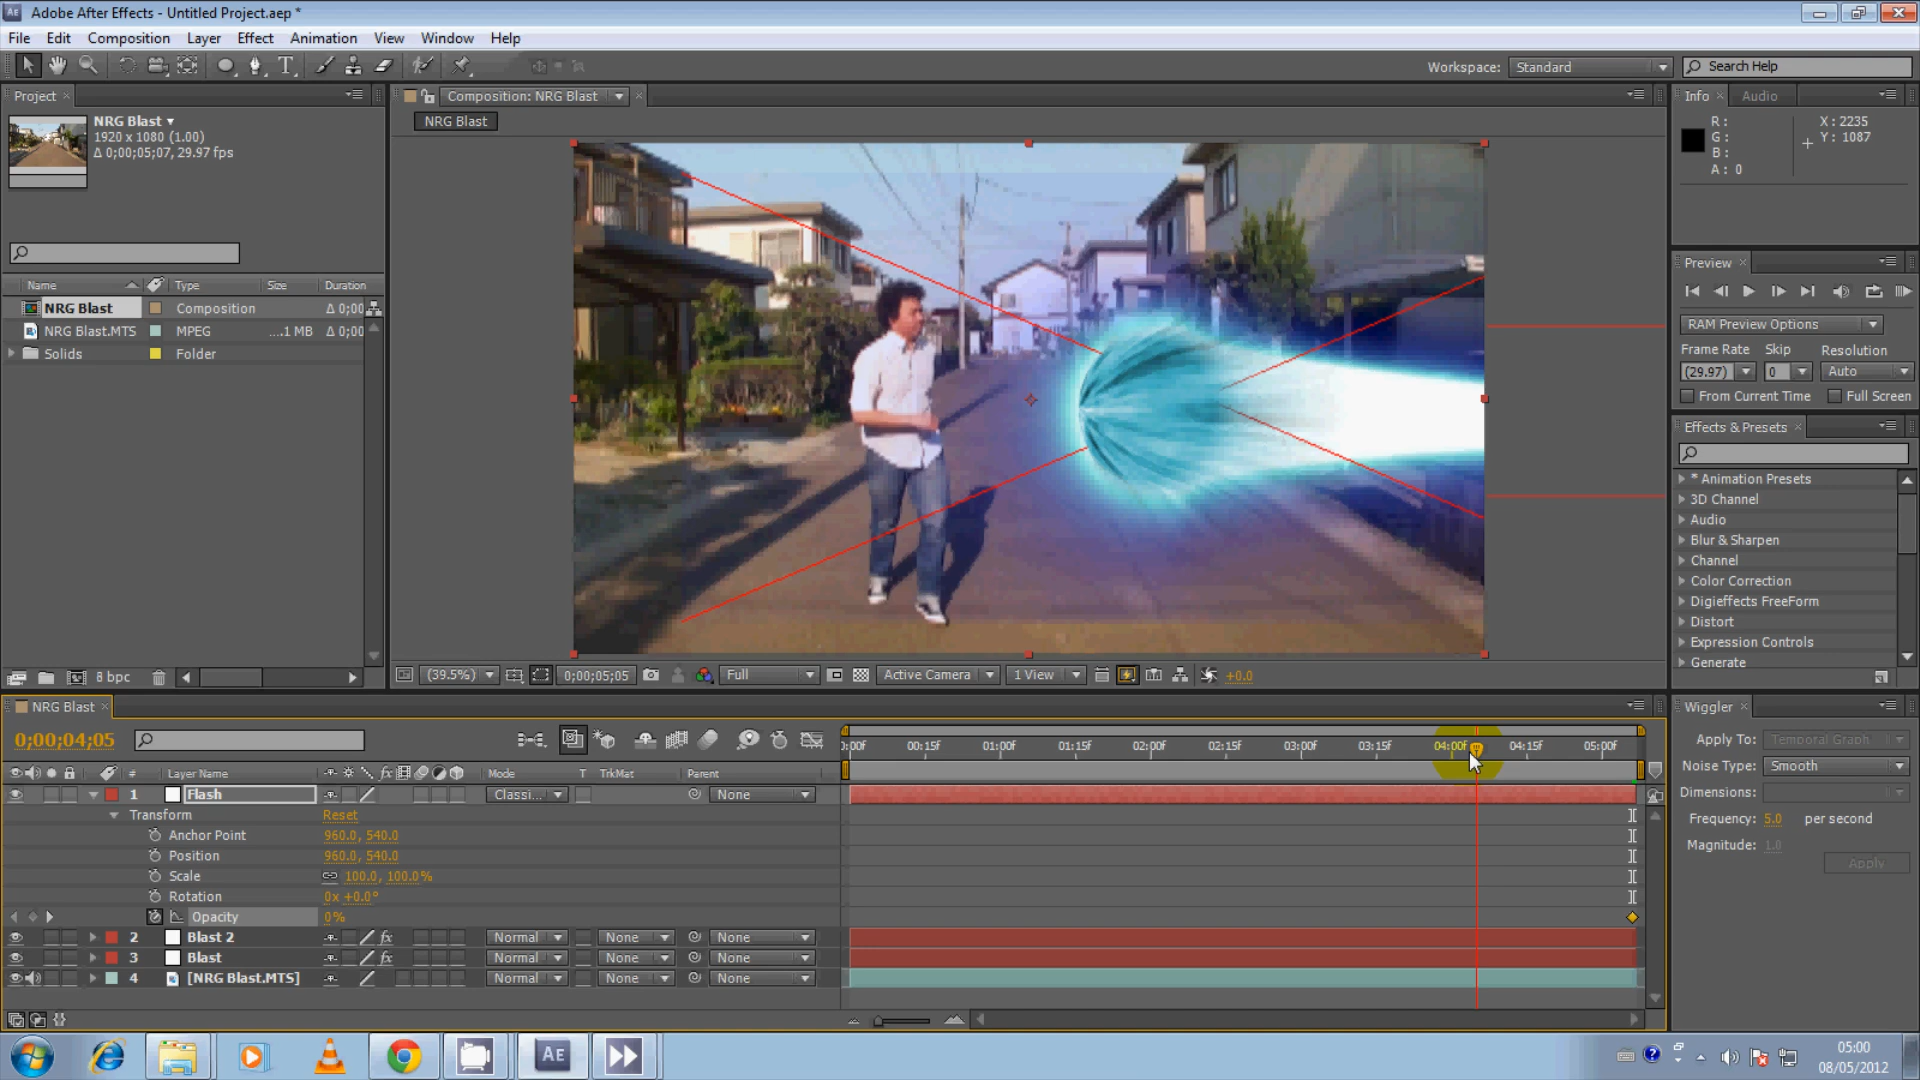 AE Adobe After Effects - Untitled Project.aep *
File Edit Composition Layer Effect Animation View Window Help
Workspace: Standard Search Help
Project
NRG Blast
1920 x 1080 (1.00)
Δ 0;00;05;07, 29.97 fps
Name Type Size Duration
NRG Blast Composition Δ 0;00
NRG Blast.MTS MPEG ....1 MB Δ 0;00
Solids Folder
8 bpc
Composition: NRG Blast
NRG Blast
(39.5%) 0;00;05;05 Full Active Camera 1 View +0.0
Info Audio
R :
G :
B :
A : 0
X : 2235
Y : 1087
Preview
RAM Preview Options
Frame Rate Skip Resolution
(29.97) 0 Auto
From Current Time Full Screen
Effects & Presets
* Animation Presets
3D Channel
Audio
Blur & Sharpen
Channel
Color Correction
Digieffects FreeForm
Distort
Expression Controls
Generate
NRG Blast
0;00;04;05
0:00f 00:15f 01:00f 01:15f 02:00f 02:15f 03:00f 03:15f 04:00f 04:15f 05:00f
# Layer Name fx Mode T TrkMat Parent
1 Flash Classi... None
Transform Reset
Anchor Point 960.0, 540.0
Position 960.0, 540.0
Scale 100.0, 100.0%
Rotation 0x +0.0°
Opacity 0%
2 Blast 2 fx Normal None None
3 Blast fx Normal None None
4 [NRG Blast.MTS] Normal None None
Wiggler
Apply To: Temporal Graph
Noise Type: Smooth
Dimensions:
Frequency: 5.0 per second
Magnitude: 1.0
Apply
AE
05:00
08/05/2012